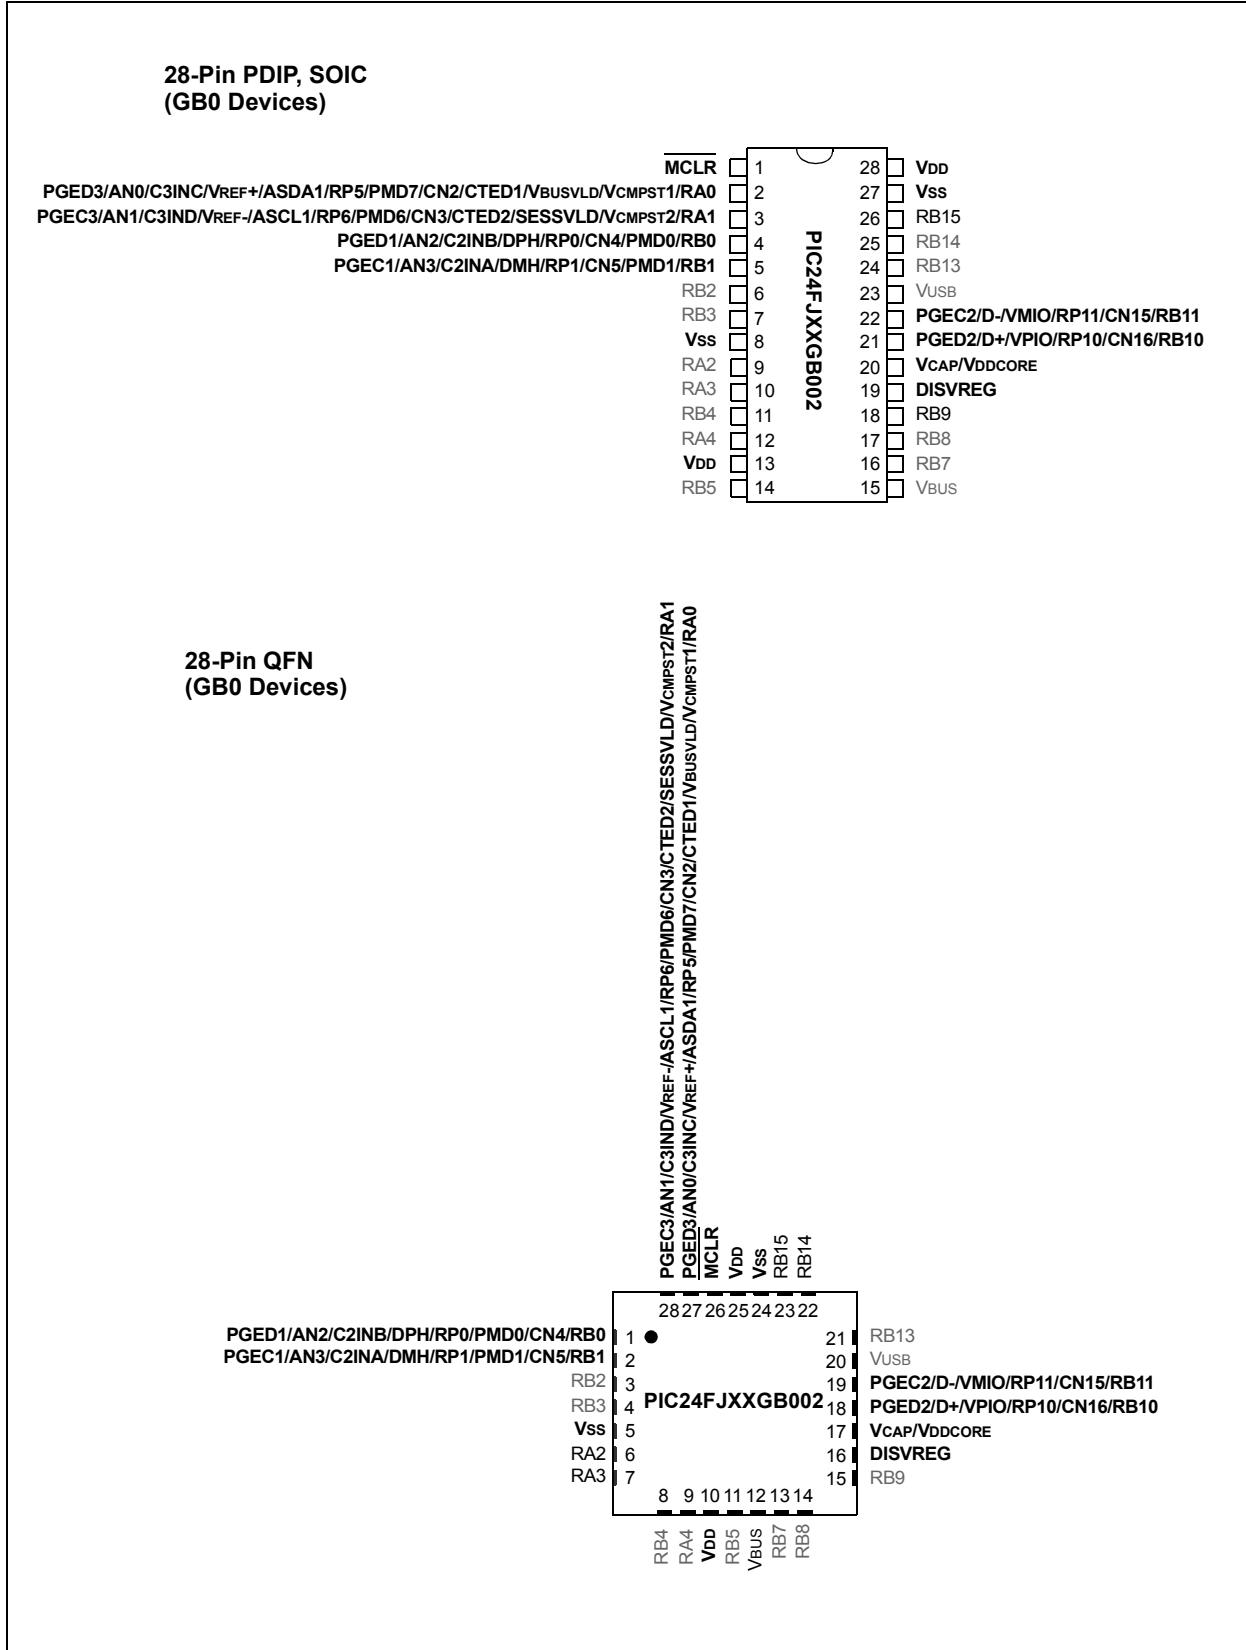 28-Pin PDIP, SOIC
(GB0 Devices)
MCLR 1 28 VDD
PGED3/AN0/C3INC/VREF+/ASDA1/RP5/PMD7/CN2/CTED1/VBUSVLD/VCMPST1/RA0 2 27 VSS
PGEC3/AN1/C3IND/VREF-/ASCL1/RP6/PMD6/CN3/CTED2/SESSVLD/VCMPST2/RA1 3 26 RB15
PGED1/AN2/C2INB/DPH/RP0/CN4/PMD0/RB0 4 25 RB14
PGEC1/AN3/C2INA/DMH/RP1/CN5/PMD1/RB1 5 24 RB13
RB2 6 23 VUSB
RB3 7 22 PGEC2/D-/VMIO/RP11/CN15/RB11
VSS 8 21 PGED2/D+/VPIO/RP10/CN16/RB10
RA2 9 20 VCAP/VDDCORE
RA3 10 19 DISVREG
RB4 11 18 RB9
RA4 12 17 RB8
VDD 13 16 RB7
RB5 14 15 VBUS
PIC24FJXXGB002
28-Pin QFN
(GB0 Devices)
PGEC3/AN1/C3IND/VREF-/ASCL1/RP6/PMD6/CN3/CTED2/SESSVLD/VCMPST2/RA1
PGED3/AN0/C3INC/VREF+/ASDA1/RP5/PMD7/CN2/CTED1/VBUSVLD/VCMPST1/RA0
MCLR
VDD
VSS
RB15
RB14
28 27 26 25 24 23 22
PGED1/AN2/C2INB/DPH/RP0/PMD0/CN4/RB0 1 21 RB13
PGEC1/AN3/C2INA/DMH/RP1/PMD1/CN5/RB1 2 20 VUSB
RB2 3 19 PGEC2/D-/VMIO/RP11/CN15/RB11
RB3 4 PIC24FJXXGB002 18 PGED2/D+/VPIO/RP10/CN16/RB10
VSS 5 17 VCAP/VDDCORE
RA2 6 16 DISVREG
RA3 7 15 RB9
8 9 10 11 12 13 14
RB4
RA4
VDD
RB5
VBUS
RB7
RB8